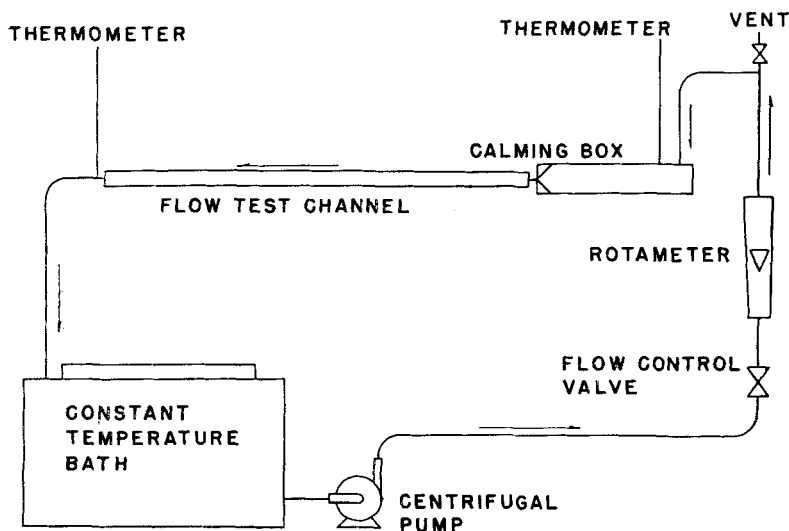 THERMOMETER
THERMOMETER
VENT
CALMING BOX
FLOW TEST CHANNEL
ROTAMETER
FLOW CONTROL
VALVE
CONSTANT
TEMPERATURE
BATH
CENTRIFUGAL
PUMP